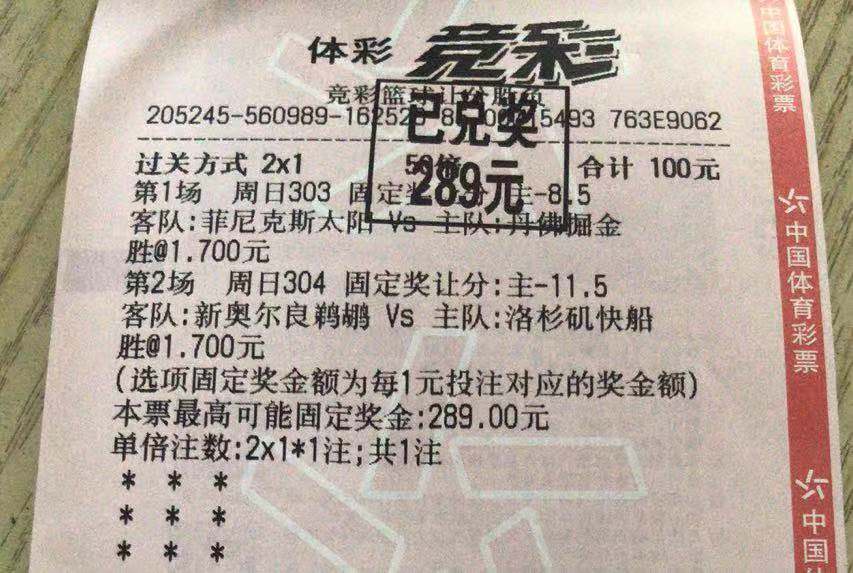 体彩 竞彩
竞彩篮球让分胜负
205245-560989-16252 5493 763E9062
已兑奖
289元
过关方式 2x1 50倍 合计 100元
第1场 周日303 固定奖 分:主-8.5
客队:菲尼克斯太阳 Vs 主队:丹佛掘金
胜@1.700元
第2场 周日304 固定奖让分:主-11.5
客队:新奥尔良鹈鹕 Vs 主队:洛杉矶快船
胜@1.700元
(选项固定奖金额为每1元投注对应的奖金额)
本票最高可能固定奖金:289.00元
单倍注数:2x1*1注;共1注
* * *
* * *
* * *
中国体育彩票
中国体育彩票
中国体